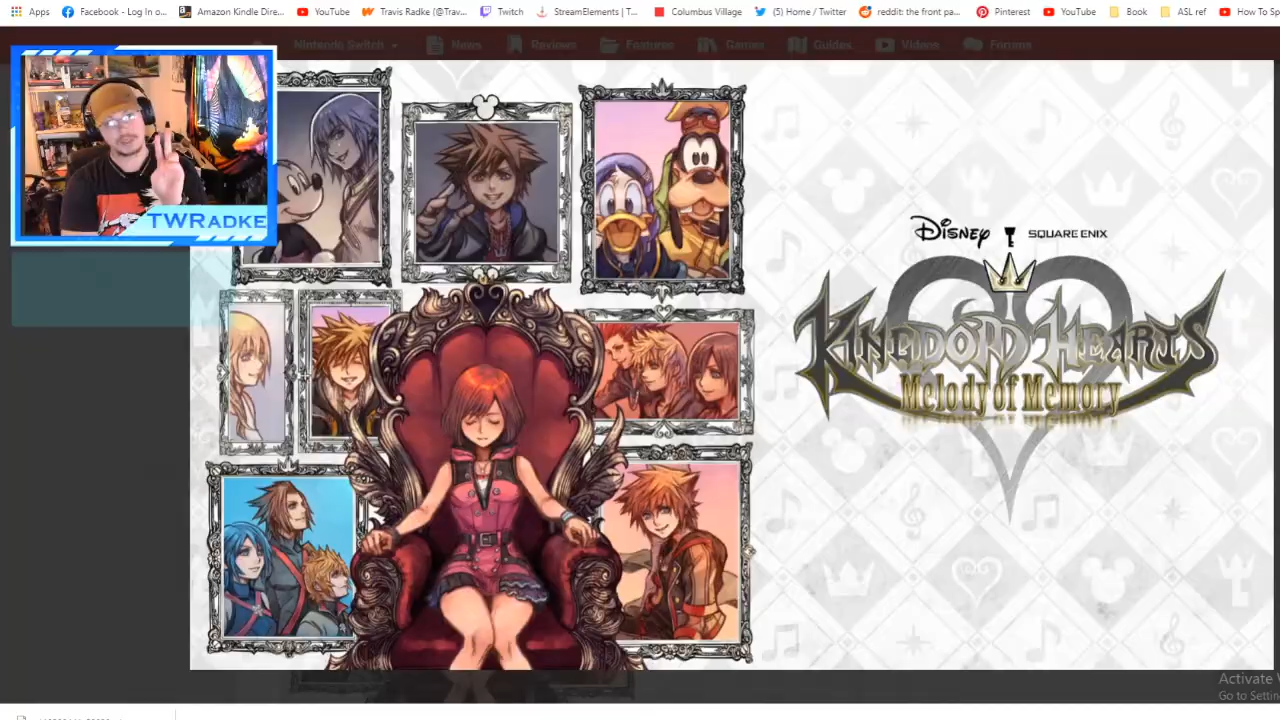 Apps
Facebook - Log In o...
Amazon Kindle Dire...
YouTube
Travis Radke (@Trav...
Twitch
StreamElements | T...
Columbus Village
(5) Home / Twitter
reddit: the front pa...
Pinterest
YouTube
Book
ASL ref
How To Sp
Nintendo Switch
News
Reviews
Features
Games
Guides
Videos
Forums
TWRADKE
Disney
SQUARE ENIX
KINGDOM HEARTS
Melody of Memory
Activate
Go to Settin